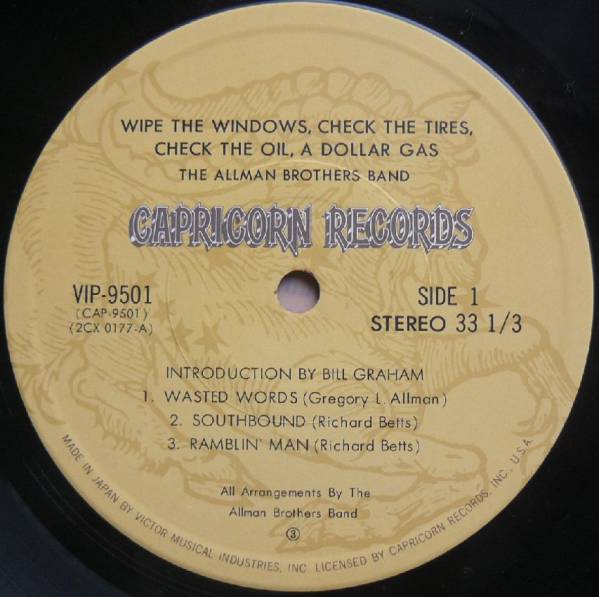 WIPE THE WINDOWS, CHECK THE TIRES,
CHECK THE OIL, A DOLLAR GAS
THE ALLMAN BROTHERS BAND
CAPRICORN RECORDS
VIP-9501
(CAP-9501)
(2CX 0177-A)
SIDE 1
STEREO 33 1/3
INTRODUCTION BY BILL GRAHAM
1. WASTED WORDS (Gregory L. Allman)
2. SOUTHBOUND (Richard Betts)
3. RAMBLIN' MAN (Richard Betts)
All Arrangements By The
Allman Brothers Band
③
MADE IN JAPAN BY VICTOR MUSICAL INDUSTRIES, INC LICENSED BY CAPRICORN RECORDS, INC., U.S.A